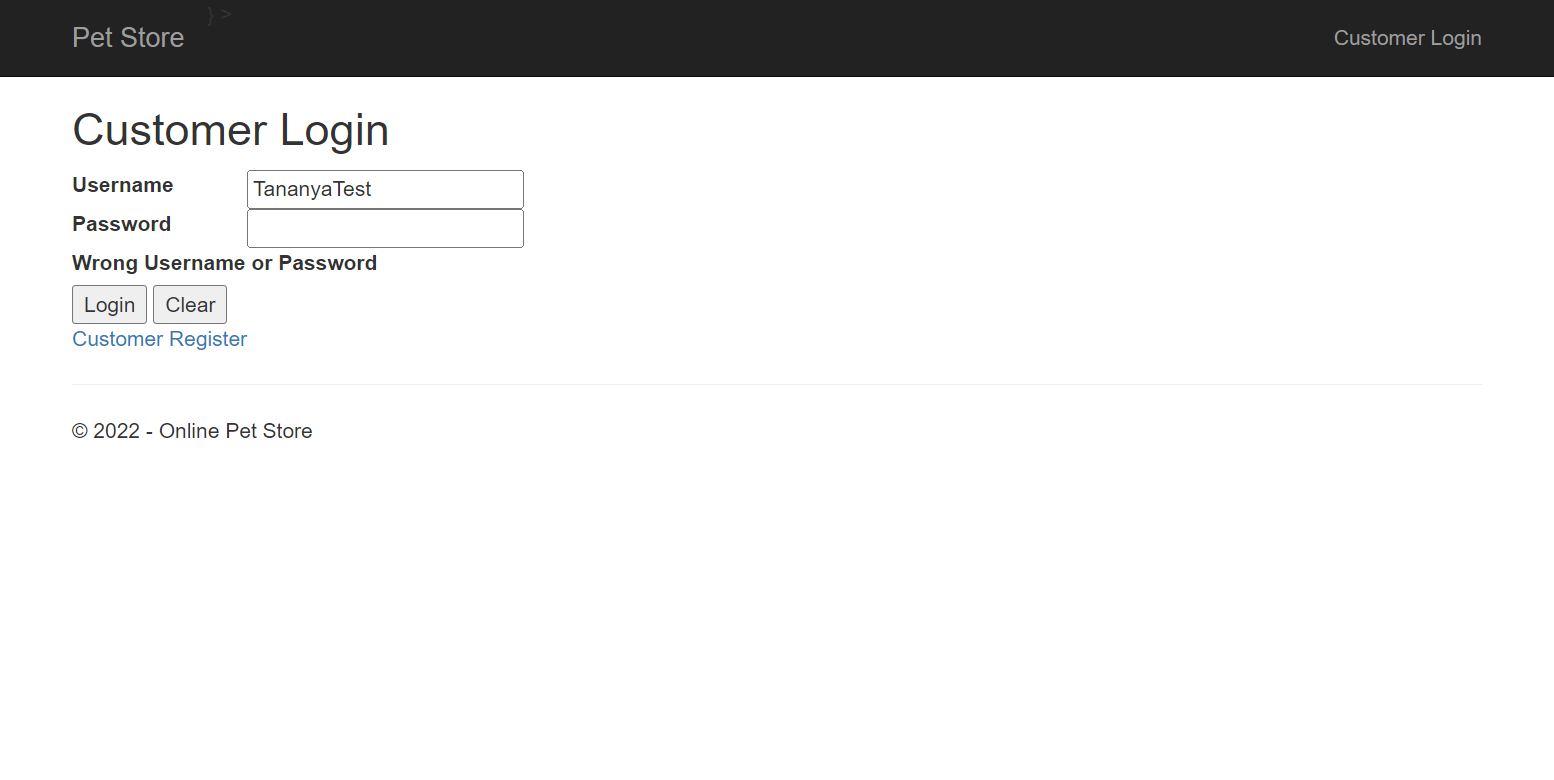 } >
Pet Store
Customer Login
Customer Login
Username TananyaTest
Password
Wrong Username or Password
Login Clear
Customer Register
© 2022 - Online Pet Store